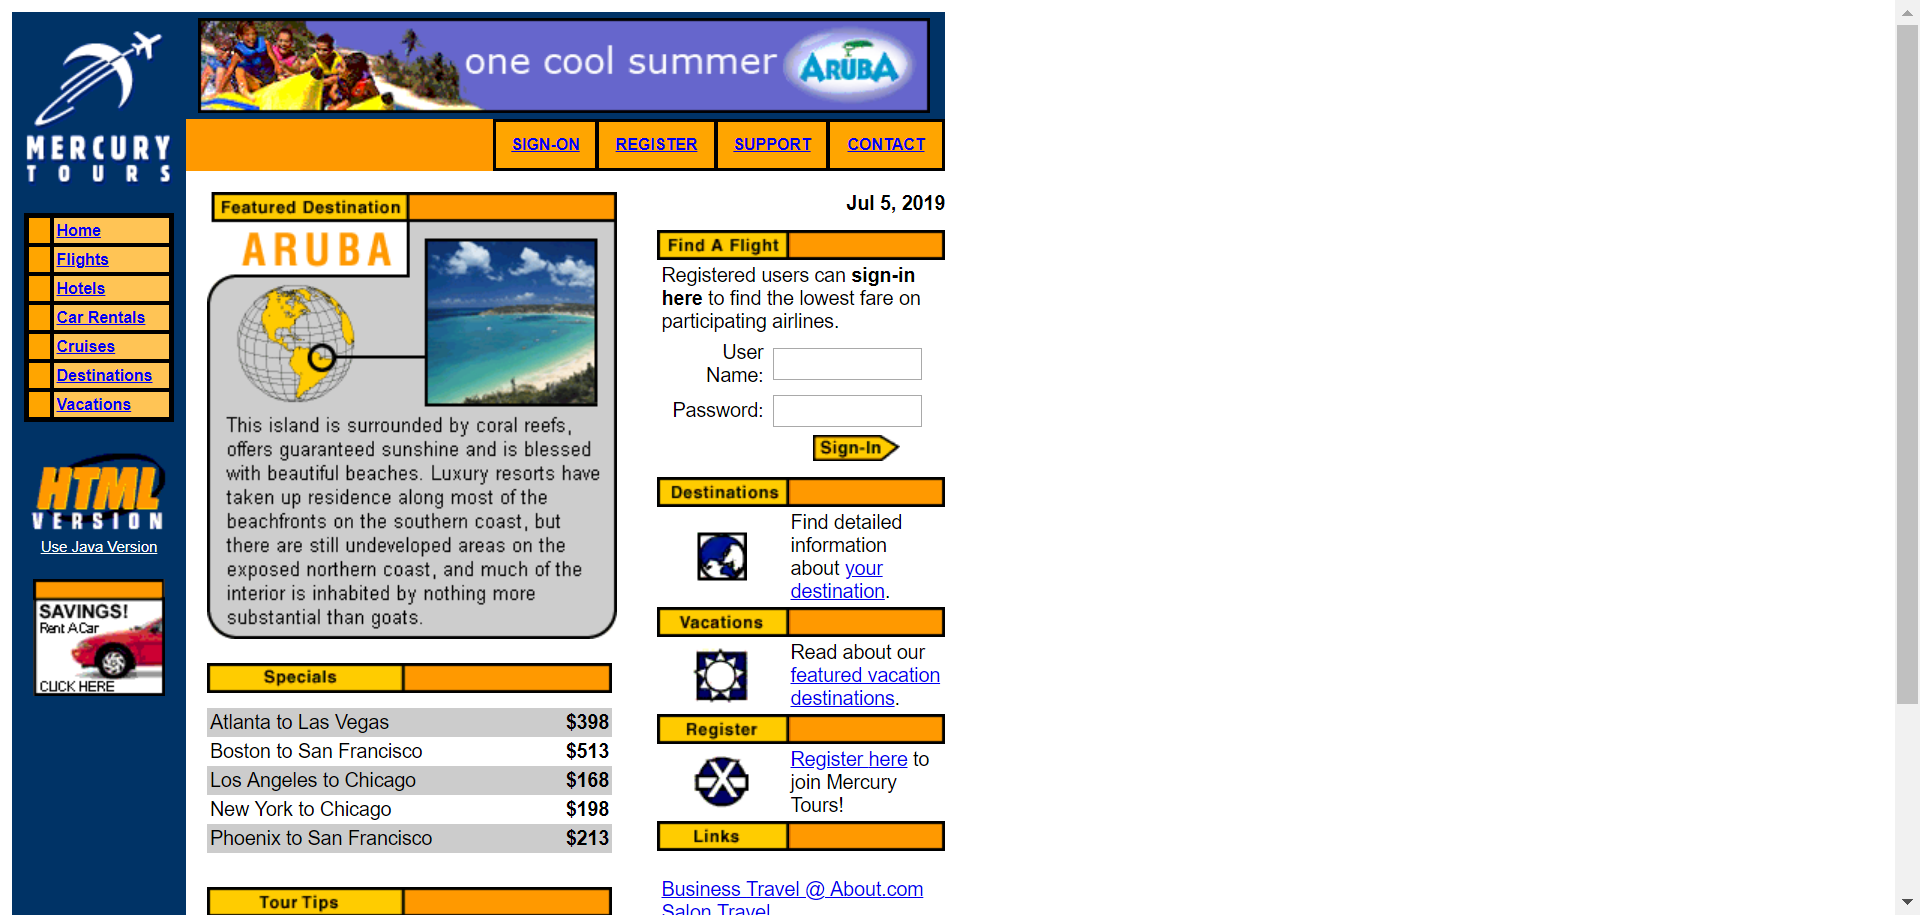 one cool summer ARUBA
MERCURY
TOURS
SIGN-ON REGISTER SUPPORT CONTACT
Home
Flights
Hotels
Car Rentals
Cruises
Destinations
Vacations
HTML
VERSION
Use Java Version
SAVINGS!
Rent A Car
CLICK HERE
Featured Destination
ARUBA
This island is surrounded by coral reefs,
offers guaranteed sunshine and is blessed
with beautiful beaches. Luxury resorts have
taken up residence along most of the
beachfronts on the southern coast, but
there are still undeveloped areas on the
exposed northern coast, and much of the
interior is inhabited by nothing more
substantial than goats.
Specials
Atlanta to Las Vegas $398
Boston to San Francisco $513
Los Angeles to Chicago $168
New York to Chicago $198
Phoenix to San Francisco $213
Tour Tips
Jul 5, 2019
Find A Flight
Registered users can sign-in
here to find the lowest fare on
participating airlines.
User
Name:
Password:
Sign-In
Destinations
Find detailed
information
about your
destination.
Vacations
Read about our
featured vacation
destinations.
Register
Register here to
join Mercury
Tours!
Links
Business Travel @ About.com
Salon Travel